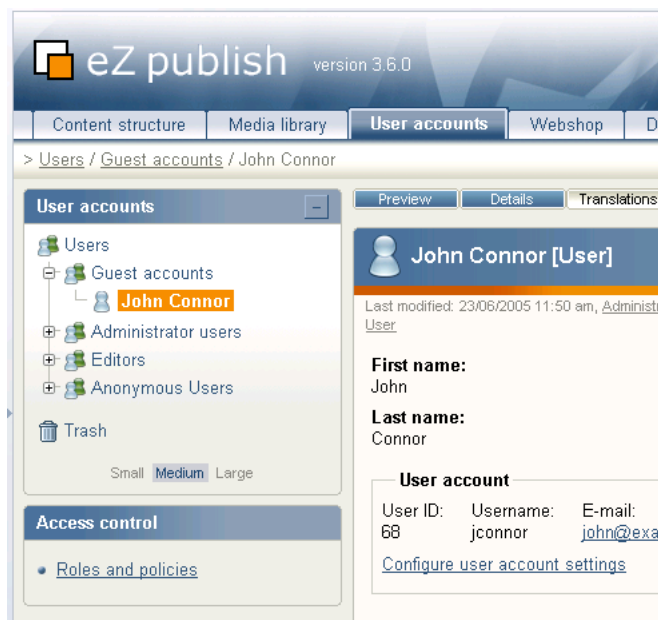 eZ publish version 3.6.0
Content structure Media library User accounts Webshop D
> Users / Guest accounts / John Connor
User accounts
Users
Guest accounts
John Connor
Administrator users
Editors
Anonymous Users
Trash
Small Medium Large
Access control
Roles and policies
Preview Details Translations
John Connor [User]
Last modified: 23/06/2005 11:50 am, Administr
User
First name:
John
Last name:
Connor
User account
User ID: Username: E-mail:
68 jconnor john@exa
Configure user account settings